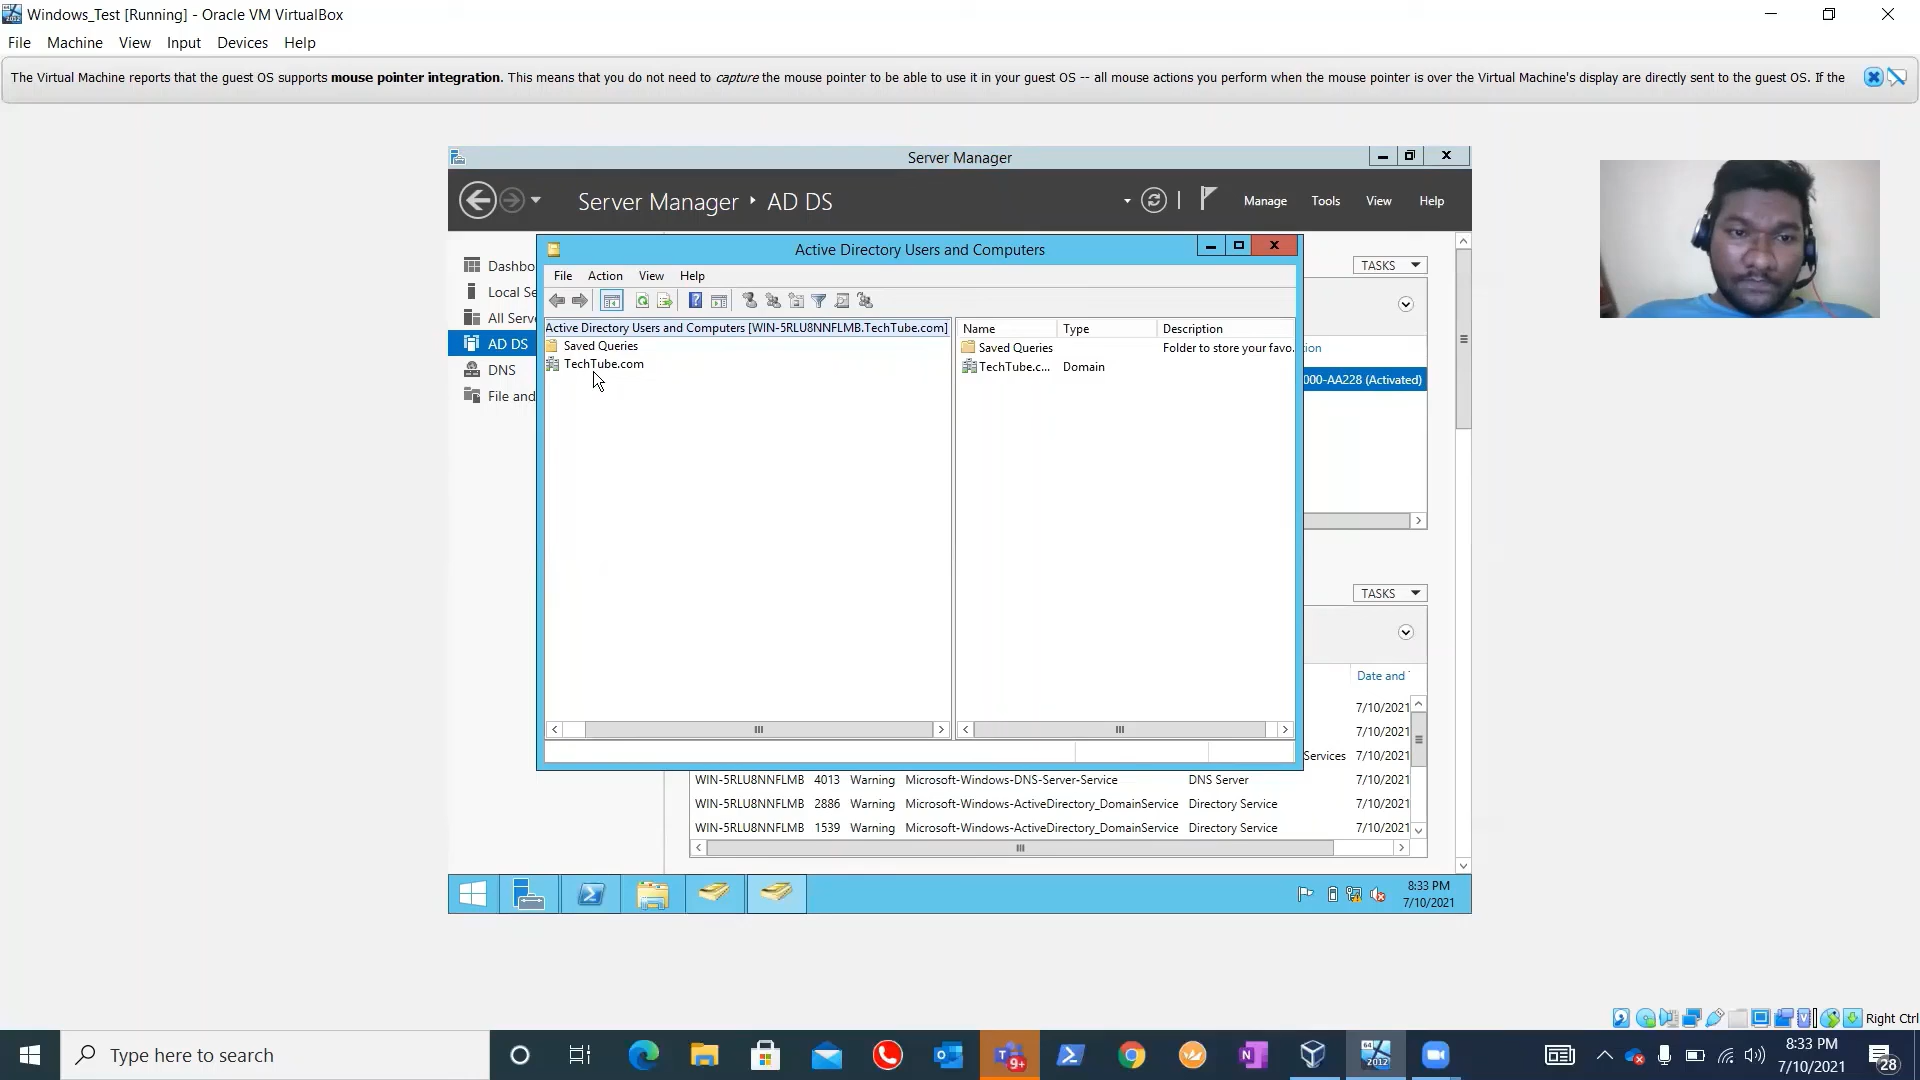 Windows_Test [Running] - Oracle VM VirtualBox
File Machine View Input Devices Help
The Virtual Machine reports that the guest OS supports mouse pointer integration. This means that you do not need to capture the mouse pointer to be able to use it in your guest OS -- all mouse actions you perform when the mouse pointer is over the Virtual Machine's display are directly sent to the guest OS. If the
Server Manager
Server Manager AD DS
Manage Tools View Help
Dashbo
Local Se
All Serve
AD DS
DNS
File and
Active Directory Users and Computers
File Action View Help
Active Directory Users and Computers [WIN-5RLU8NNFLMB.TechTube.com]
Saved Queries
TechTube.com
Name Type Description
Saved Queries Folder to store your favo...
TechTube.c... Domain
TASKS
tion
000-AA228 (Activated)
TASKS
Date and
7/10/2021
7/10/2021
Services 7/10/2021
WIN-5RLU8NNFLMB 4013 Warning Microsoft-Windows-DNS-Server-Service DNS Server 7/10/2021
WIN-5RLU8NNFLMB 2886 Warning Microsoft-Windows-ActiveDirectory_DomainService Directory Service 7/10/2021
WIN-5RLU8NNFLMB 1539 Warning Microsoft-Windows-ActiveDirectory_DomainService Directory Service 7/10/2021
8:33 PM
7/10/2021
Right Ctrl
Type here to search
9+
64
2012
8:33 PM
7/10/2021
28